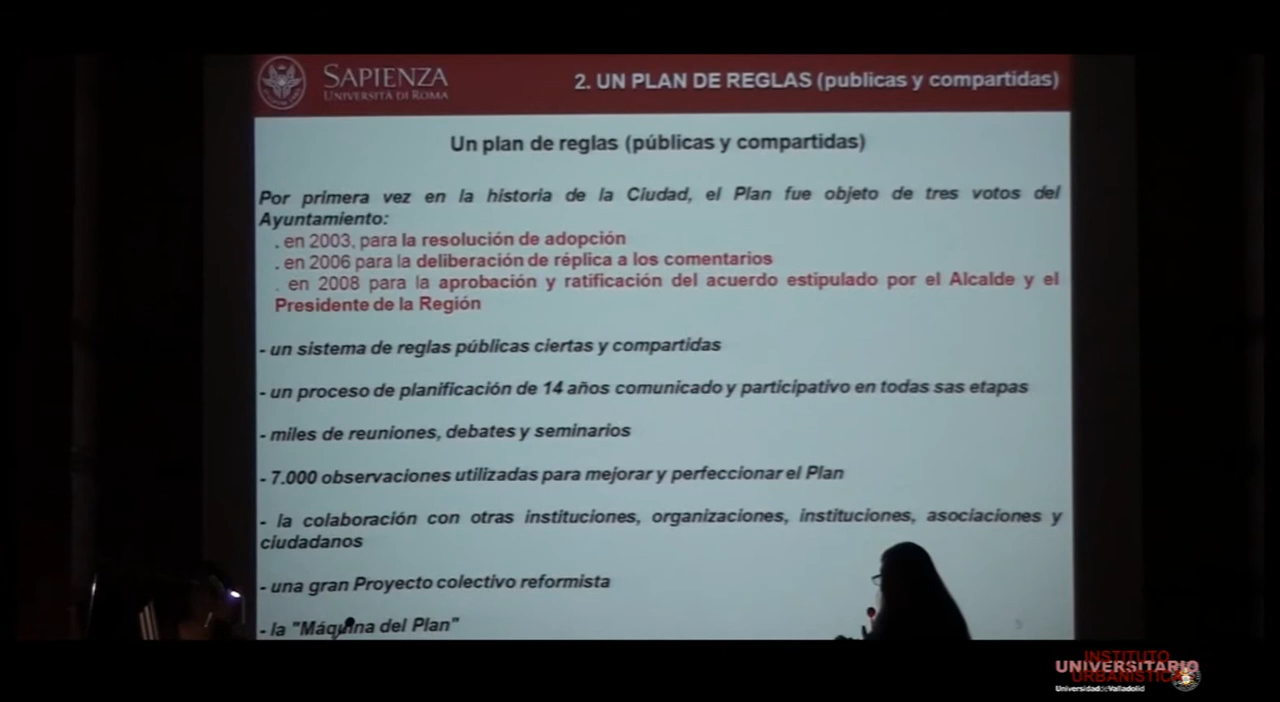 SAPIENZA
UNIVERSITÀ DI ROMA
2. UN PLAN DE REGLAS (publicas y compartidas)
Un plan de reglas (públicas y compartidas)
Por primera vez en la historia de la Ciudad, el Plan fue objeto de tres votos del
Ayuntamiento:
. en 2003, para la resolución de adopción
. en 2006 para la deliberación de réplica a los comentarios
. en 2008 para la aprobación y ratificación del acuerdo estipulado por el Alcalde y el
Presidente de la Región
- un sistema de reglas públicas ciertas y compartidas
- un proceso de planificación de 14 años comunicado y participativo en todas sas etapas
- miles de reuniones, debates y seminarios
- 7.000 observaciones utilizadas para mejorar y perfeccionar el Plan
- la colaboración con otras instituciones, organizaciones, instituciones, asociaciones y
ciudadanos
- una gran Proyecto colectivo reformista
- la "Máquina del Plan"
5
INSTITUTO
UNIVERSITARIO
URBANÍSTICA
Universidad de Valladolid